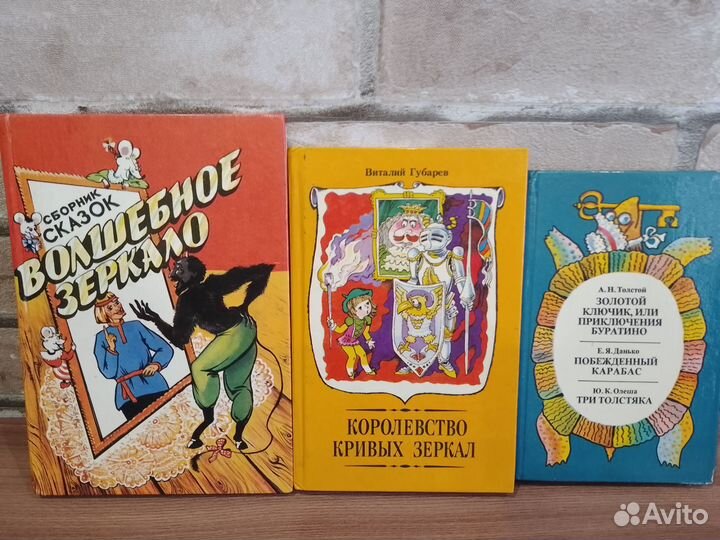 СБОРНИК
СКАЗОК
ВОЛШЕБНОЕ
ЗЕРКАЛО
Виталий Губарев
КОРОЛЕВСТВО
КРИВЫХ ЗЕРКАЛ
А. Н. Толстой
ЗОЛОТОЙ
КЛЮЧИК, ИЛИ
ПРИКЛЮЧЕНИЯ
БУРАТИНО
Е. Я. Данько
ПОБЕЖДЕННЫЙ
КАРАБАС
Ю. К. Олеша
ТРИ ТОЛСТЯКА
Avito